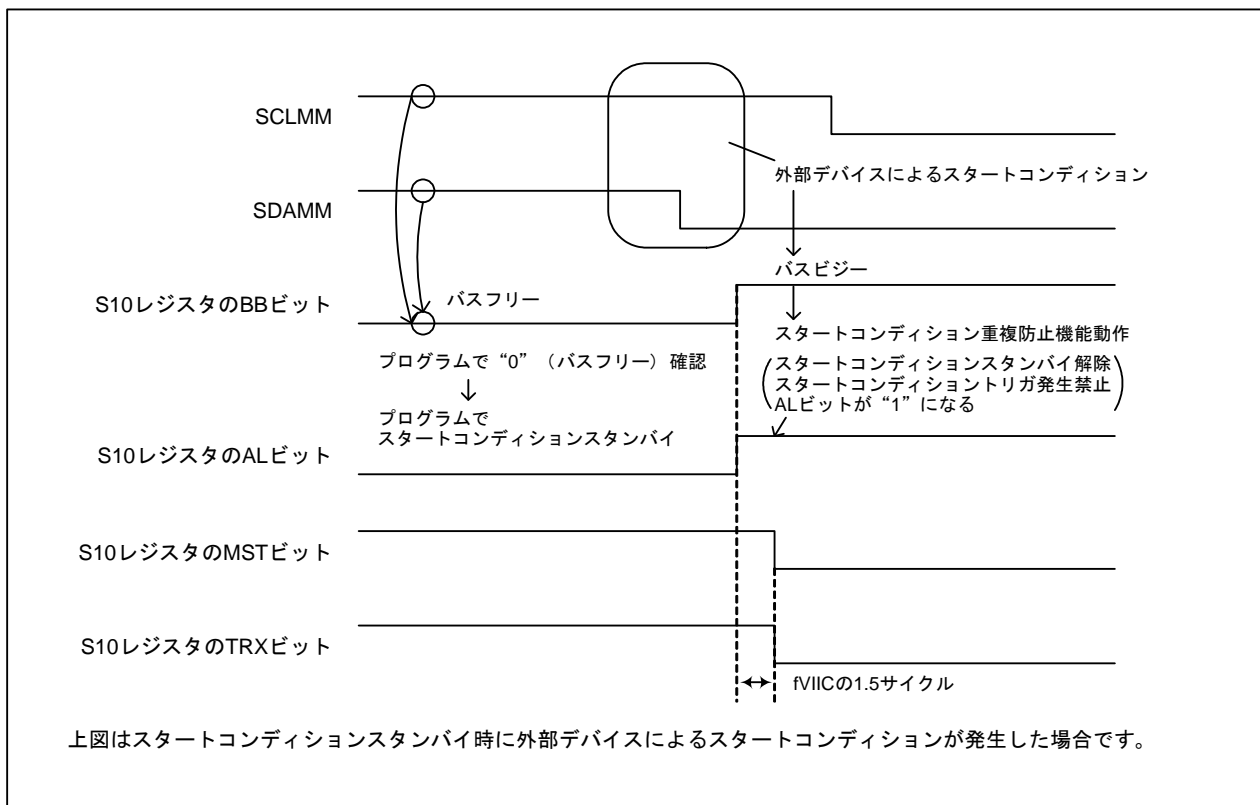 SCLMM
外部デバイスによるスタートコンディション
SDAMM
バスビジー
S10レジスタのBBビット
バスフリー
スタートコンディション重複防止機能動作
プログラムで“0”（バスフリー）確認
スタートコンディションスタンバイ解除
スタートコンディショントリガ発生禁止
ALビットが“1”になる
プログラムで
スタートコンディションスタンバイ
S10レジスタのALビット
S10レジスタのMSTビット
S10レジスタのTRXビット
fVIICの1.5サイクル
上図はスタートコンディションスタンバイ時に外部デバイスによるスタートコンディションが発生した場合です。